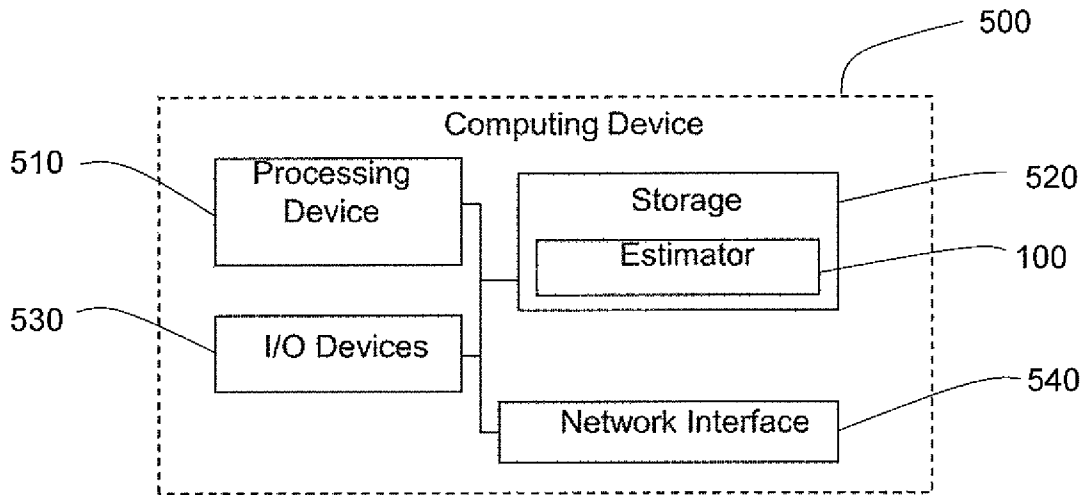 500
Computing Device
510
Processing
Device
Storage
520
Estimator
100
530
I/O Devices
540
Network Interface